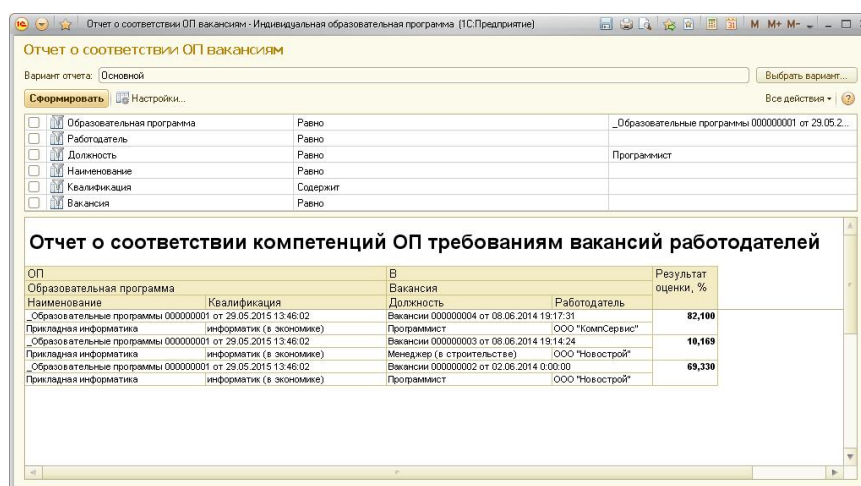 Отчет о соответствии ОП вакансиям - Индивидуальная образовательная программа (1С:Предприятие) M M+ M-
Отчет о соответствии ОП вакансиям
Вариант отчета: Основной Выбрать вариант...
Сформировать Настройки... Все действия
Образовательная программа Равно _Образовательные программы 000000001 от 29.05.2...
Работодатель Равно
Должность Равно Программист
Наименование Равно
Квалификация Содержит
Вакансия Равно
Отчет о соответствии компетенций ОП требованиям вакансий работодателей
ОП В Результат
Образовательная программа Вакансия оценки, %
Наименование Квалификация Должность Работодатель
_Образовательные программы 000000001 от 29.05.2015 13:46:02 Вакансии 000000004 от 08.06.2014 19:17:31 82,100
Прикладная информатика информатик (в экономике) Программист ООО "КомпСервис"
_Образовательные программы 000000001 от 29.05.2015 13:46:02 Вакансии 000000003 от 08.06.2014 19:14:24 10,169
Прикладная информатика информатик (в экономике) Менеджер (в строительстве) ООО "Новострой"
_Образовательные программы 000000001 от 29.05.2015 13:46:02 Вакансии 000000002 от 02.06.2014 0:00:00 69,330
Прикладная информатика информатик (в экономике) Программист ООО "Новострой"